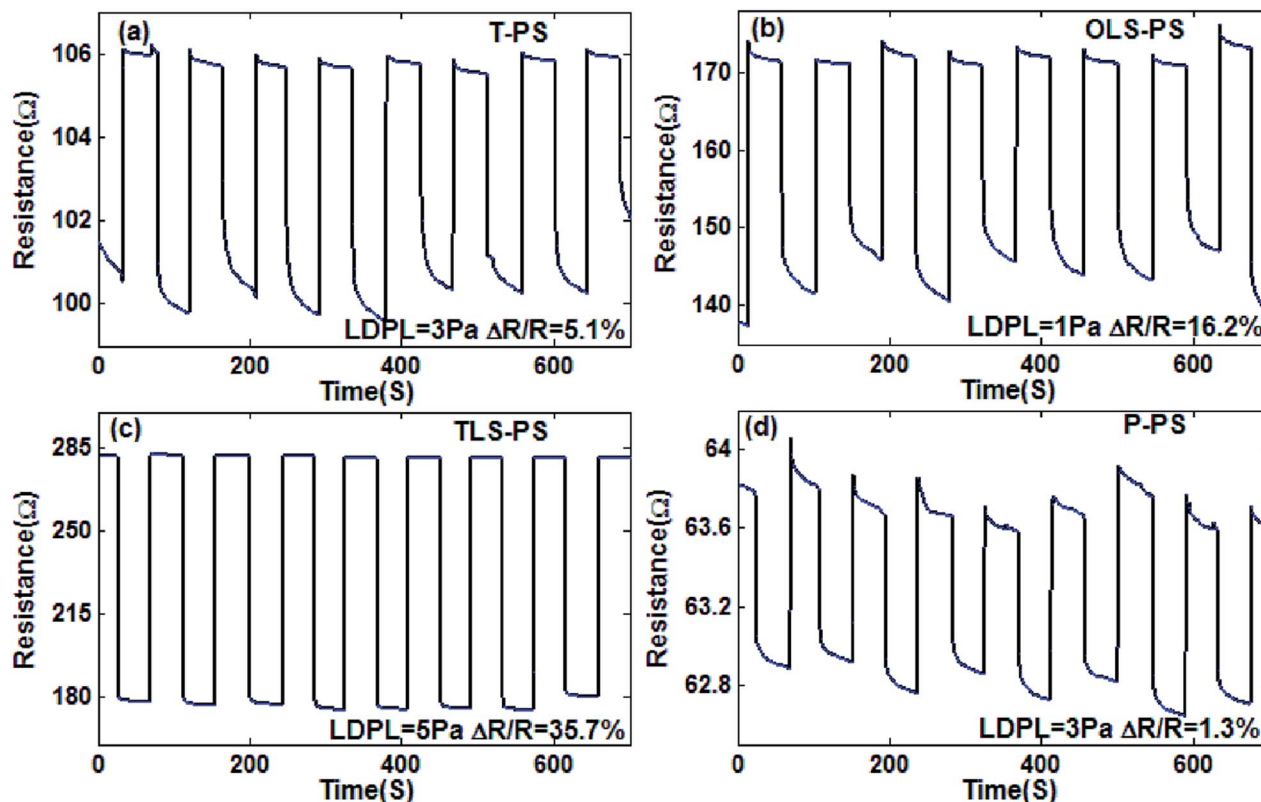 (a)
T-PS
106
104
102
100
Resistance(Ω)
LDPL=3Pa ΔR/R=5.1%
0
200
400
600
Time(S)
(b)
OLS-PS
170
160
150
140
Resistance(Ω)
LDPL=1Pa ΔR/R=16.2%
0
200
400
600
Time(S)
(c)
TLS-PS
285
250
215
180
Resistance(Ω)
LDPL=5Pa ΔR/R=35.7%
0
200
400
600
Time(S)
(d)
P-PS
64
63.6
63.2
62.8
Resistance(Ω)
LDPL=3Pa ΔR/R=1.3%
0
200
400
600
Time(S)